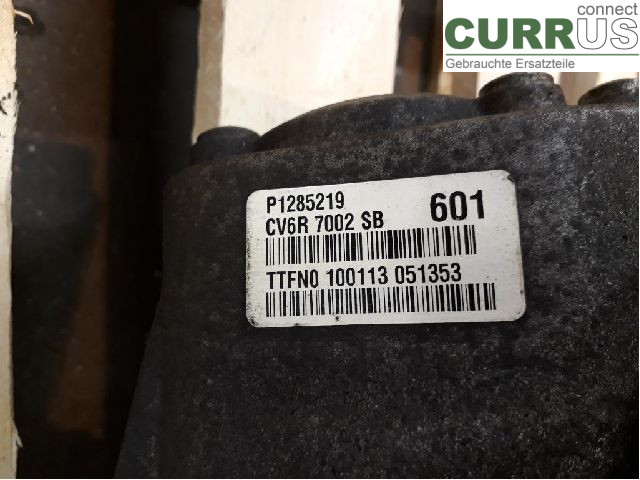 connect
CURRUS
Gebrauchte Ersatzteile
P1285219
CV6R 7002 SB 601
TTFN0 100113 051353